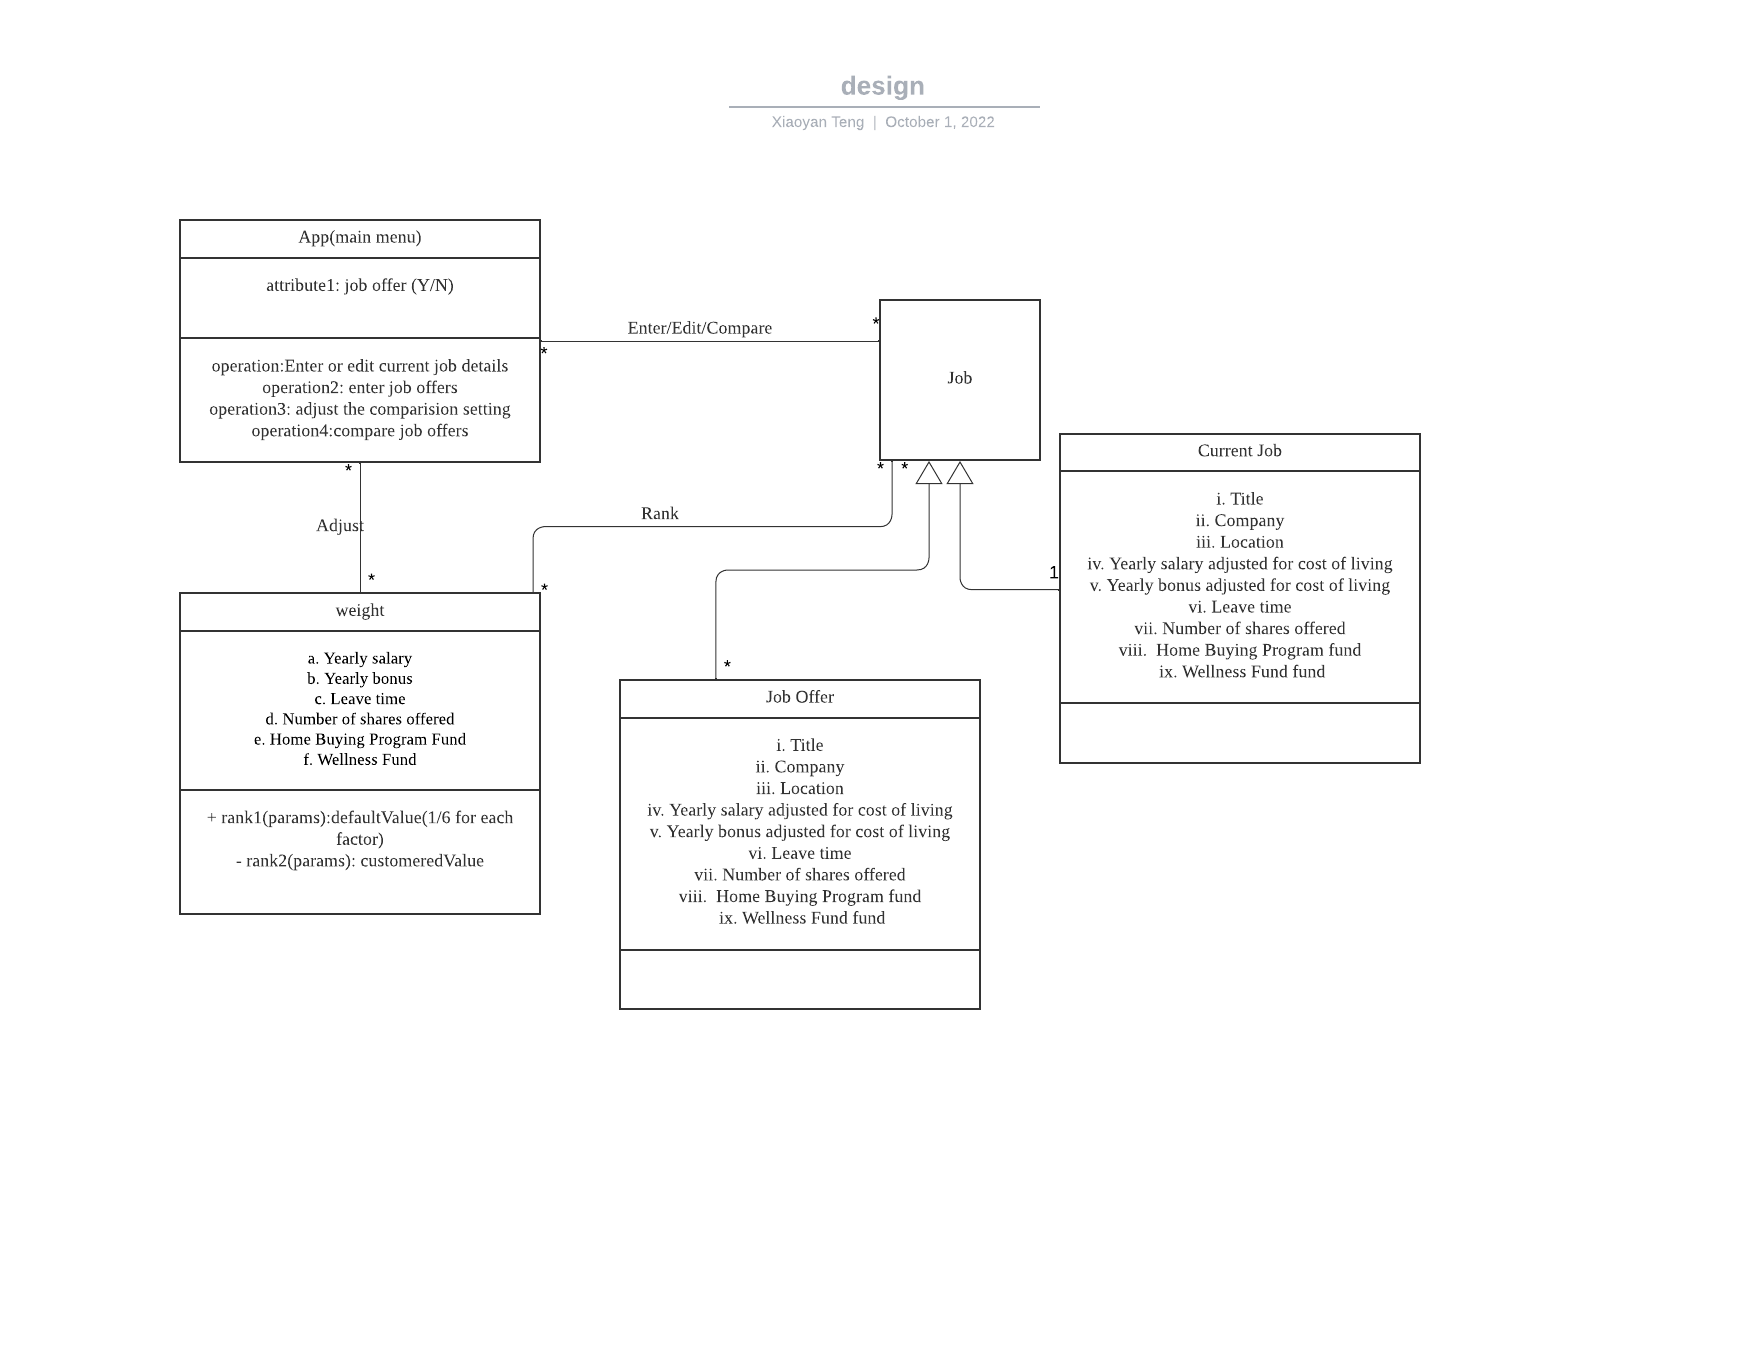 design
Xiaoyan Teng | October 1, 2022
App(main menu)
attribute1: job offer (Y/N)
operation:Enter or edit current job details
operation2: enter job offers
operation3: adjust the comparision setting
operation4:compare job offers
*
Enter/Edit/Compare
*
Job
*
*
Rank
*
*
Adjust
*
weight
a. Yearly salary
b. Yearly bonus
c. Leave time
d. Number of shares offered
e. Home Buying Program Fund
f. Wellness Fund
+ rank1(params):defaultValue(1/6 for each
factor)
- rank2(params): customeredValue
*
Job Offer
i. Title
ii. Company
iii. Location
iv. Yearly salary adjusted for cost of living
v. Yearly bonus adjusted for cost of living
vi. Leave time
vii. Number of shares offered
viii.  Home Buying Program fund
ix. Wellness Fund fund
1
Current Job
i. Title
ii. Company
iii. Location
iv. Yearly salary adjusted for cost of living
v. Yearly bonus adjusted for cost of living
vi. Leave time
vii. Number of shares offered
viii.  Home Buying Program fund
ix. Wellness Fund fund